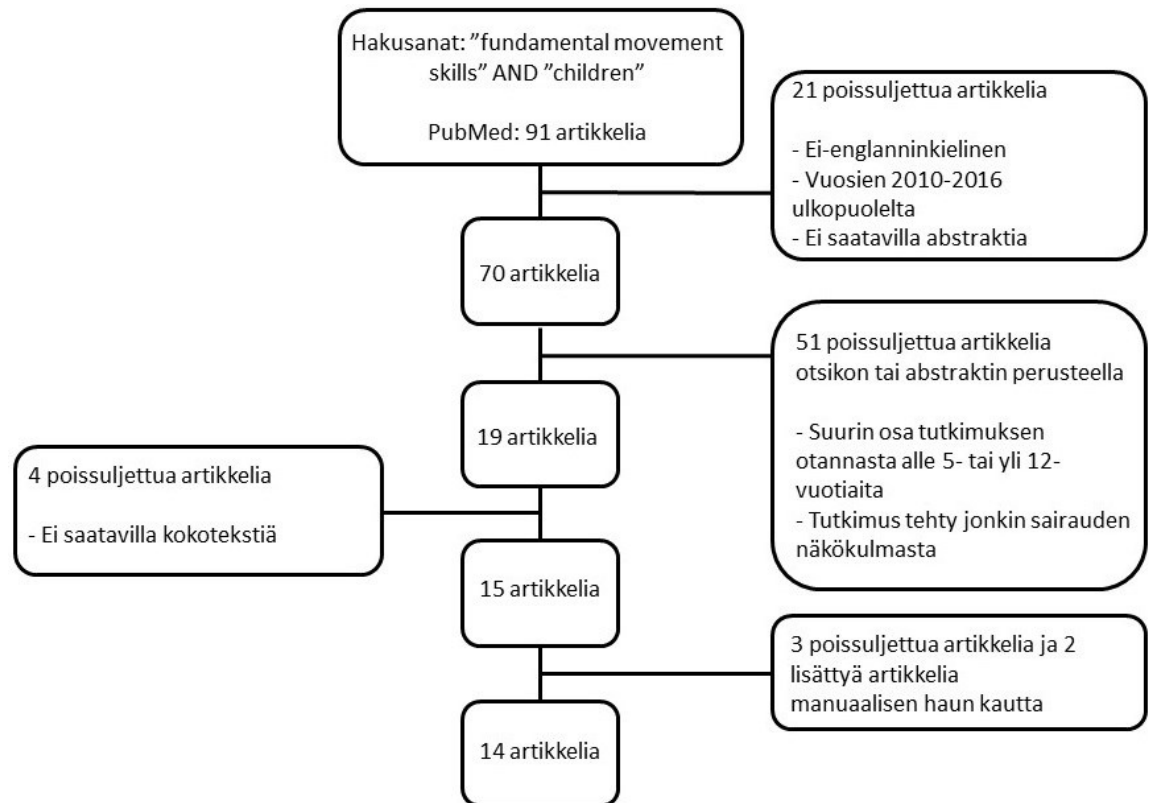 Hakusanat: ”fundamental movement
skills” AND ”children”
PubMed: 91 artikkelia
21 poissuljettua artikkelia
- Ei-englanninkielinen
- Vuosien 2010-2016
ulkopuolelta
- Ei saatavilla abstraktia
70 artikkelia
51 poissuljettua artikkelia
otsikon tai abstraktin perusteella
- Suurin osa tutkimuksen
otannasta alle 5- tai yli 12-
vuotiaita
- Tutkimus tehty jonkin sairauden
näkökulmasta
19 artikkelia
4 poissuljettua artikkelia
- Ei saatavilla kokotekstiä
15 artikkelia
3 poissuljettua artikkelia ja 2
lisättyä artikkelia
manuaalisen haun kautta
14 artikkelia